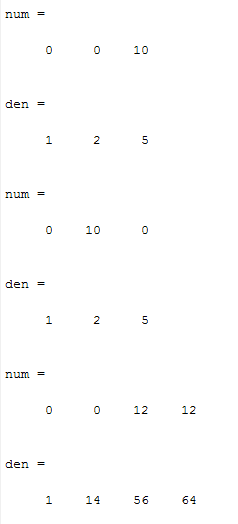 num =
0 0 10
den =
1 2 5
num =
0 10 0
den =
1 2 5
num =
0 0 12 12
den =
1 14 56 64